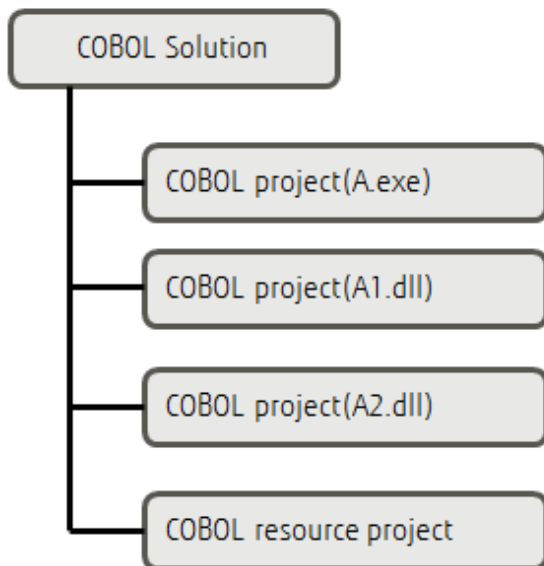 COBOL Solution
COBOL project(A.exe)
COBOL project(A1.dll)
COBOL project(A2.dll)
COBOL resource project